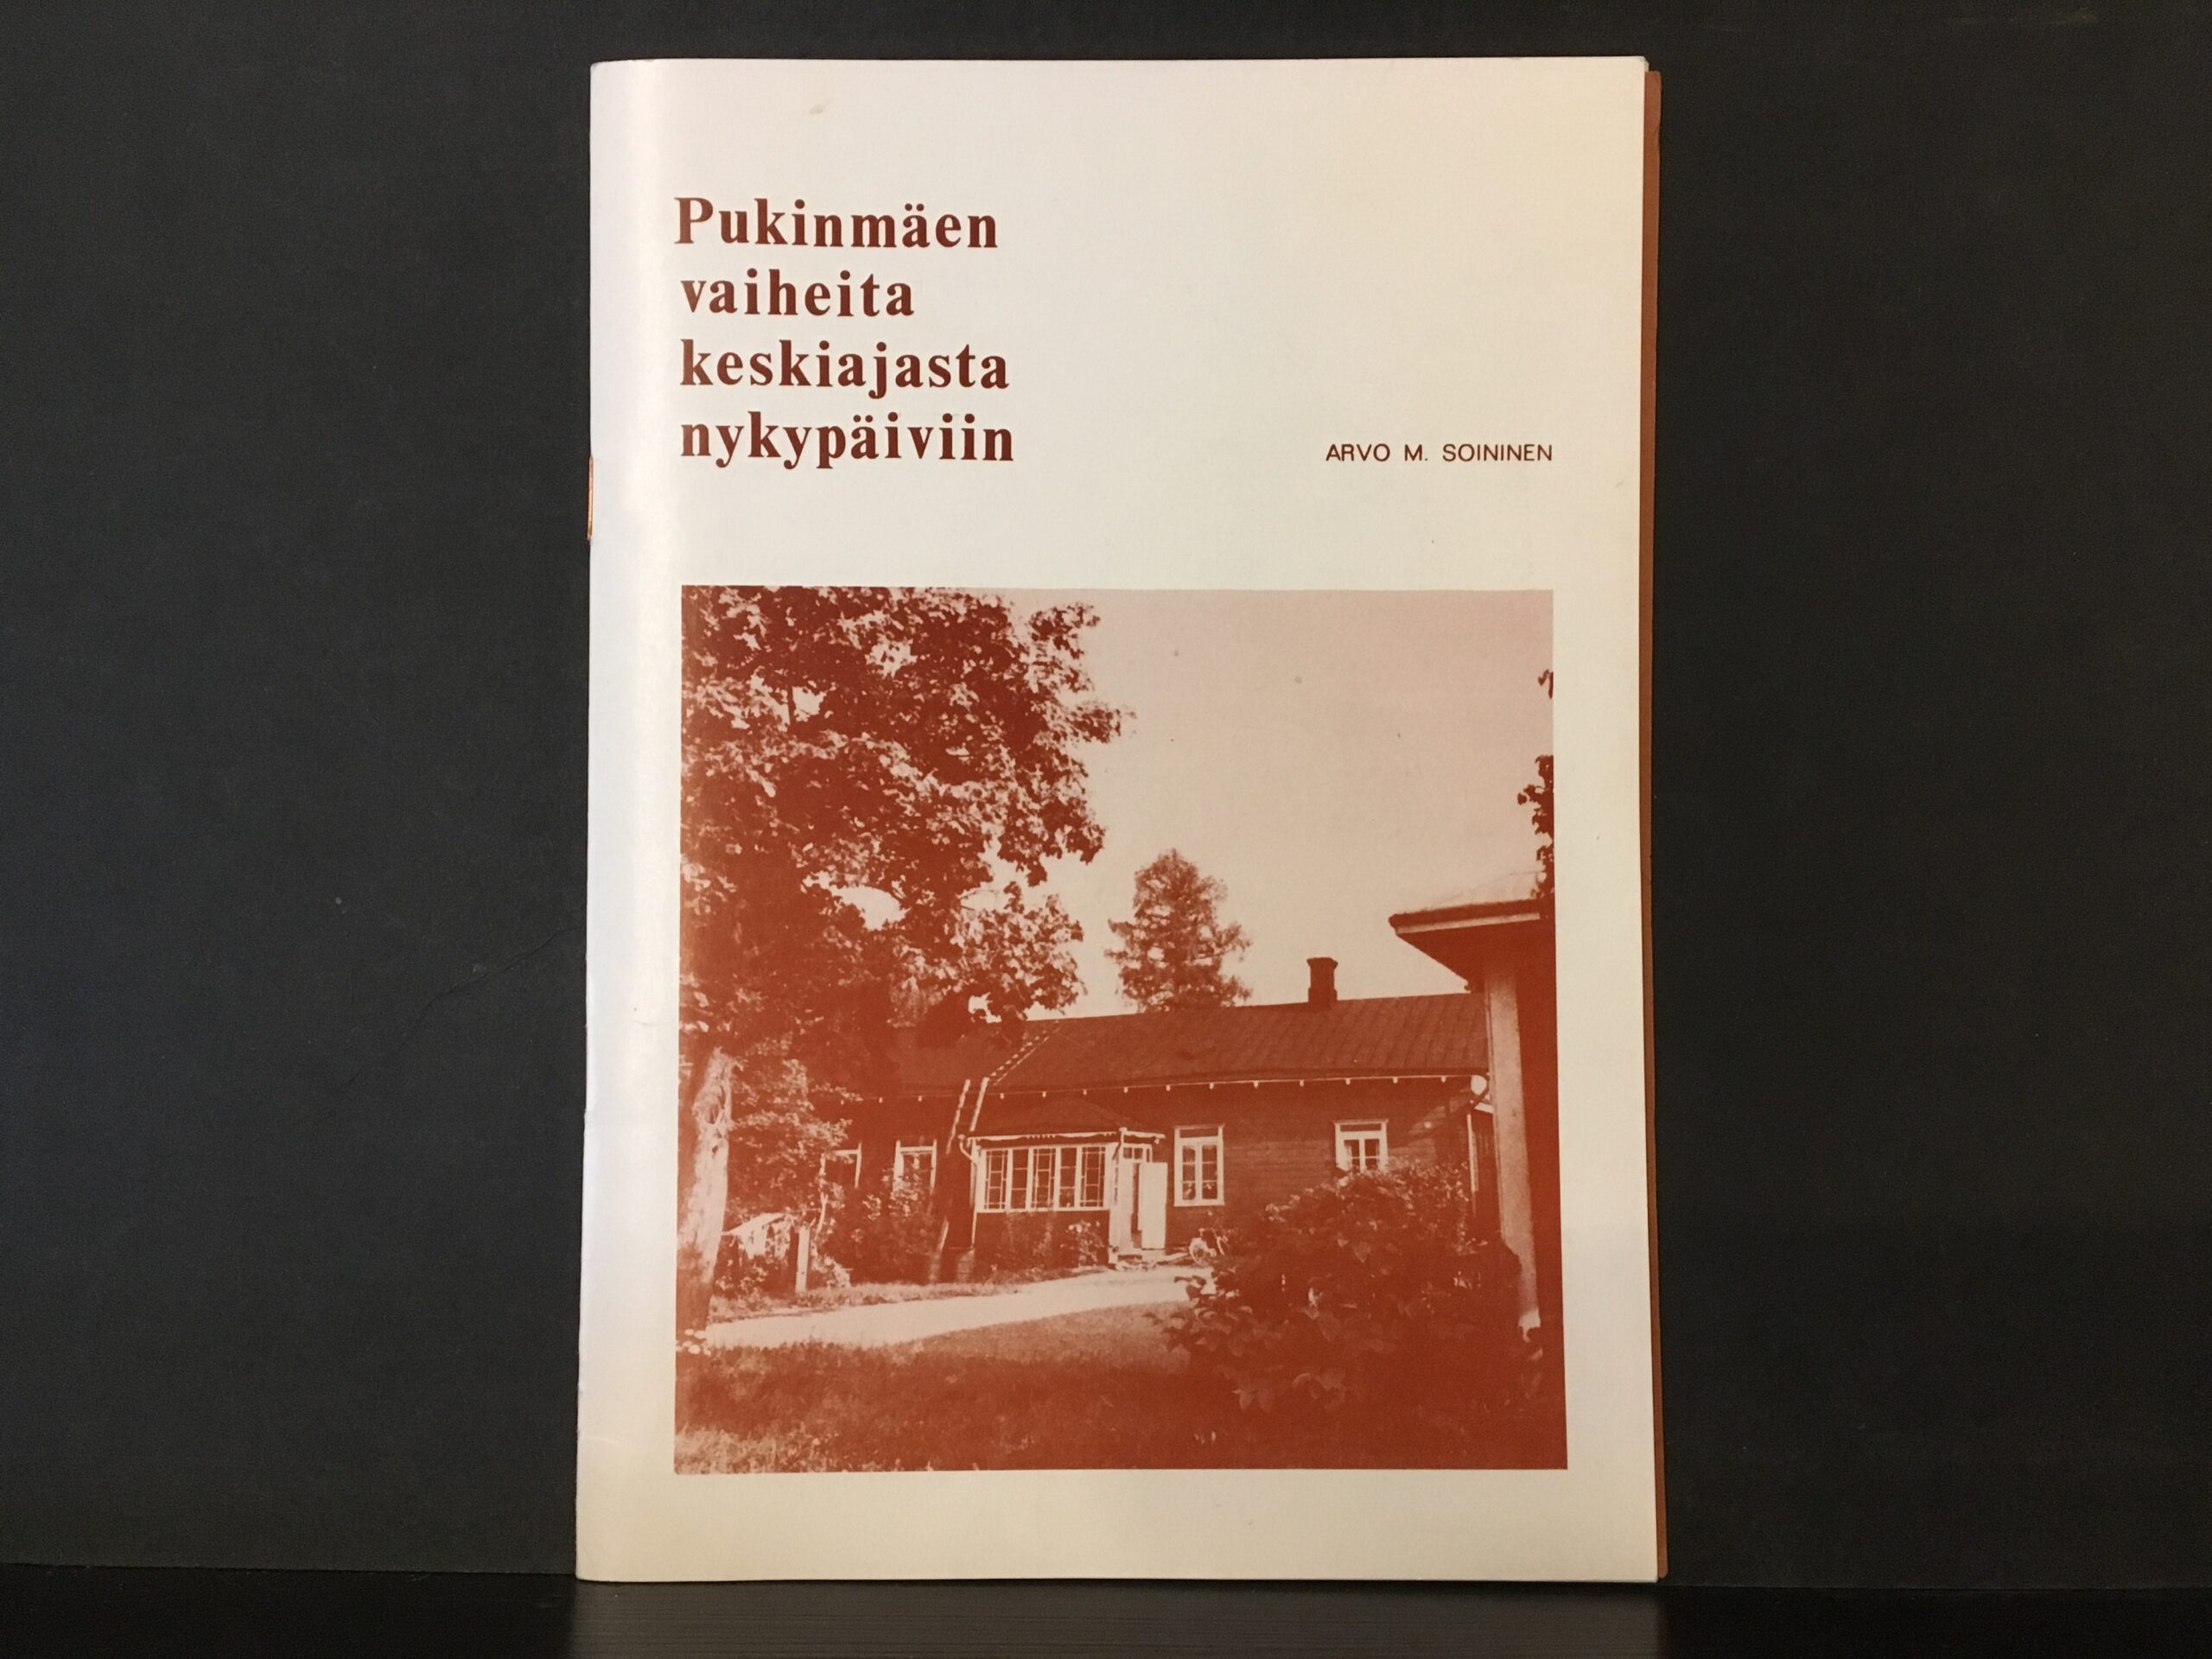 Pukinmäen
vaiheita
keskiajasta
nykypäiviin
ARVO M. SOININEN